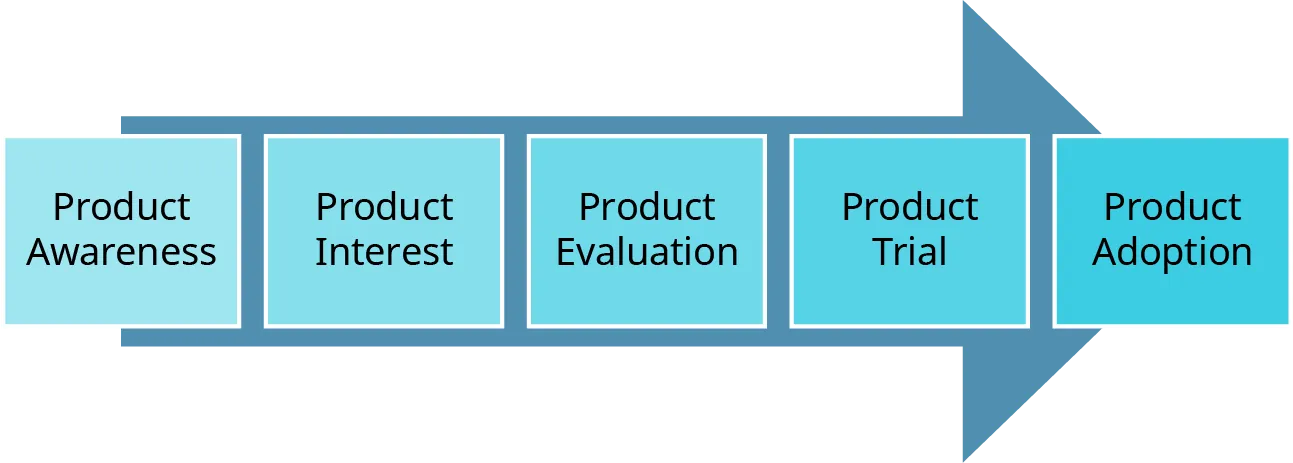 Product
Awareness
Product
Interest
Product
Evaluation
Product
Trial
Product
Adoption